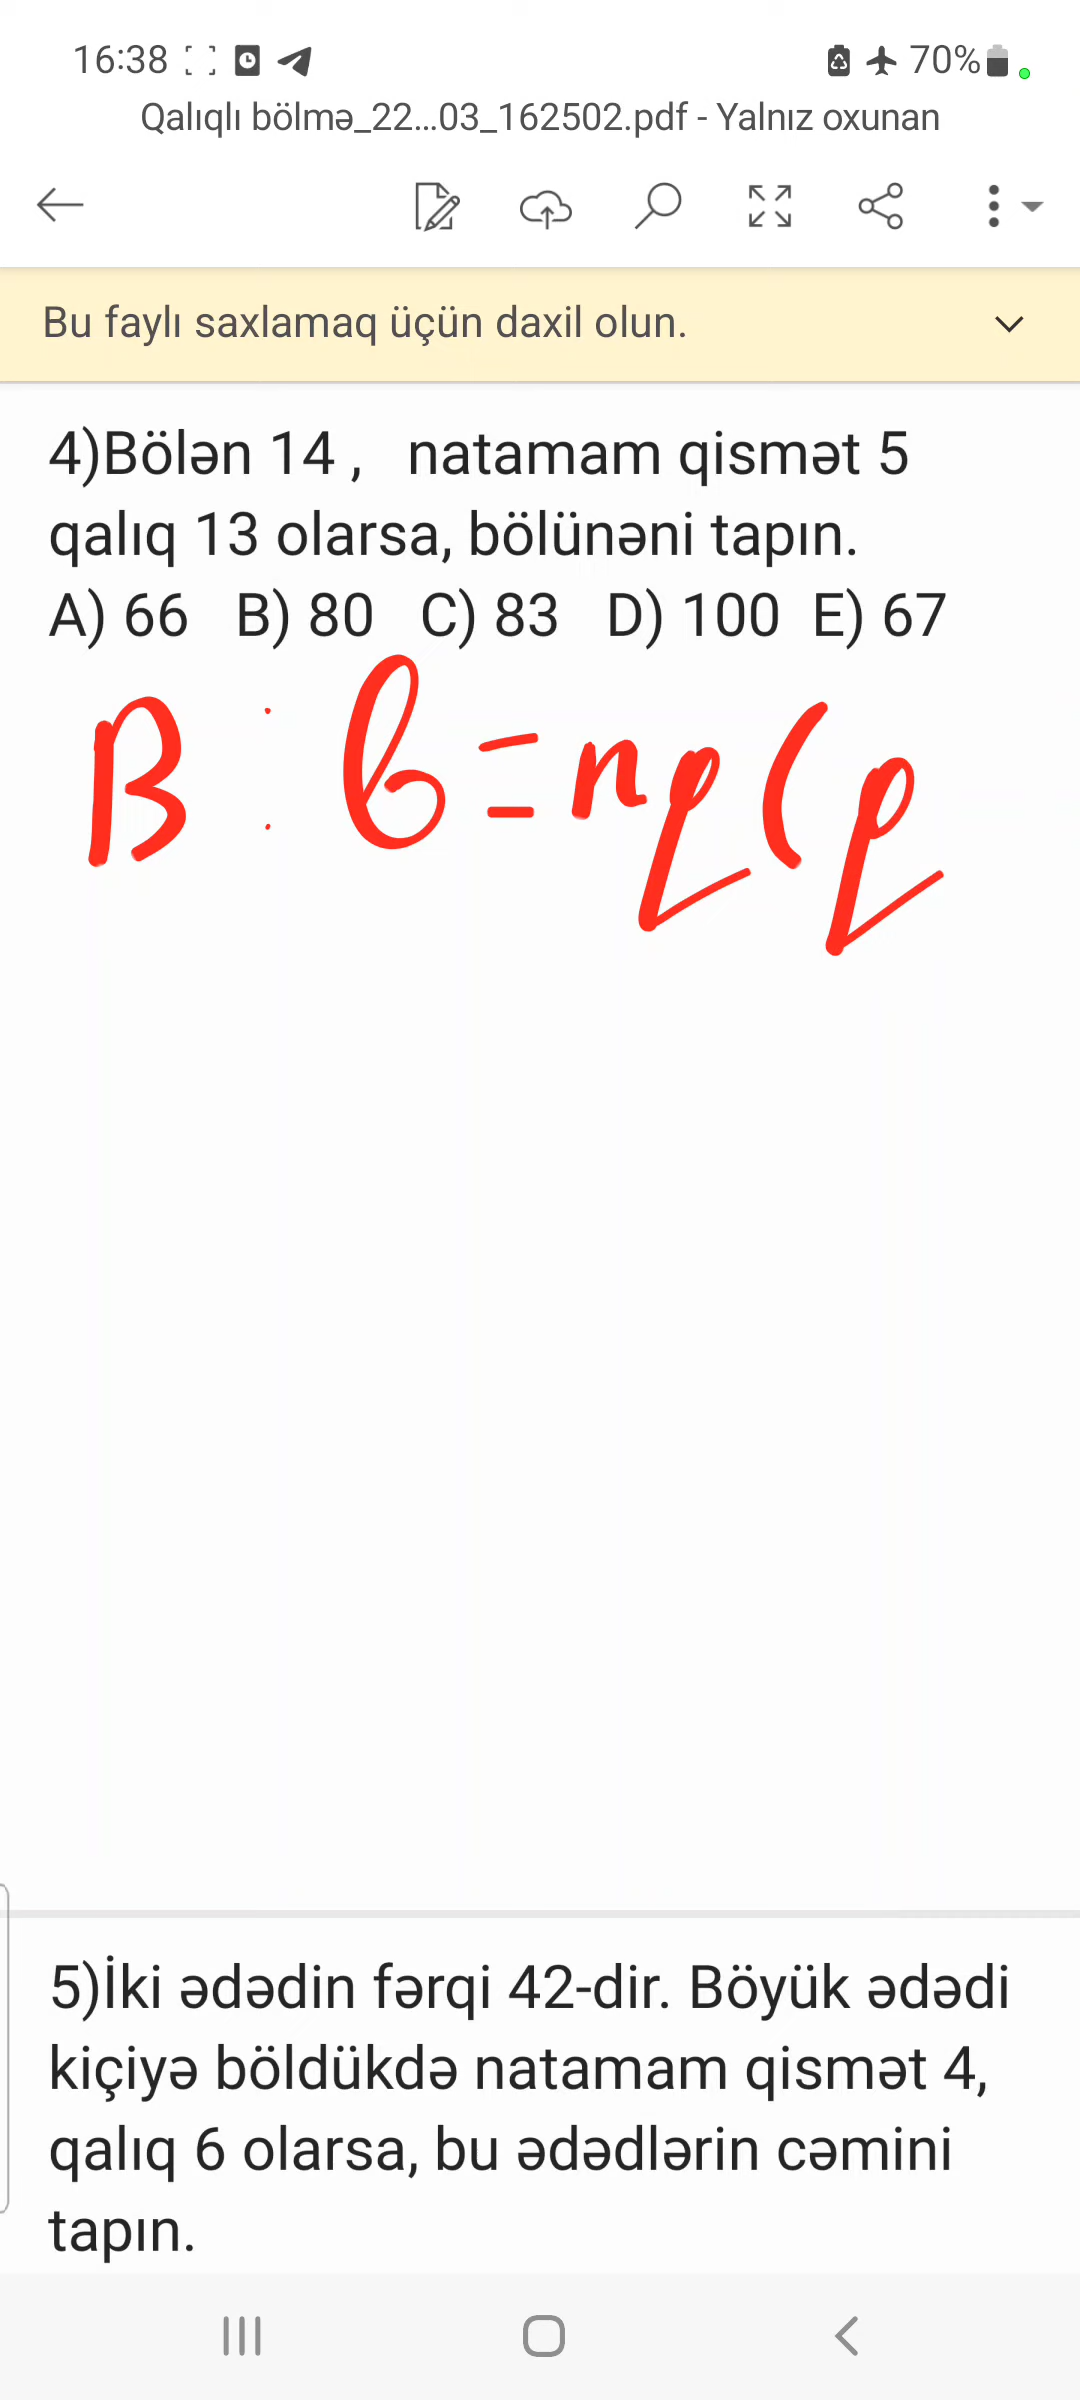 16:38 70%
Qalıqlı bölmə_22...03_162502.pdf - Yalnız oxunan
Bu faylı saxlamaq üçün daxil olun.
4)Bölən 14 , natamam qismət 5
qalıq 13 olarsa, bölünəni tapın.
A) 66 B) 80 C) 83 D) 100 E) 67
B : b = nq(q
5)İki ədədin fərqi 42-dir. Böyük ədədi
kiçiyə böldükdə natamam qismət 4,
qalıq 6 olarsa, bu ədədlərin cəmini
tapın.